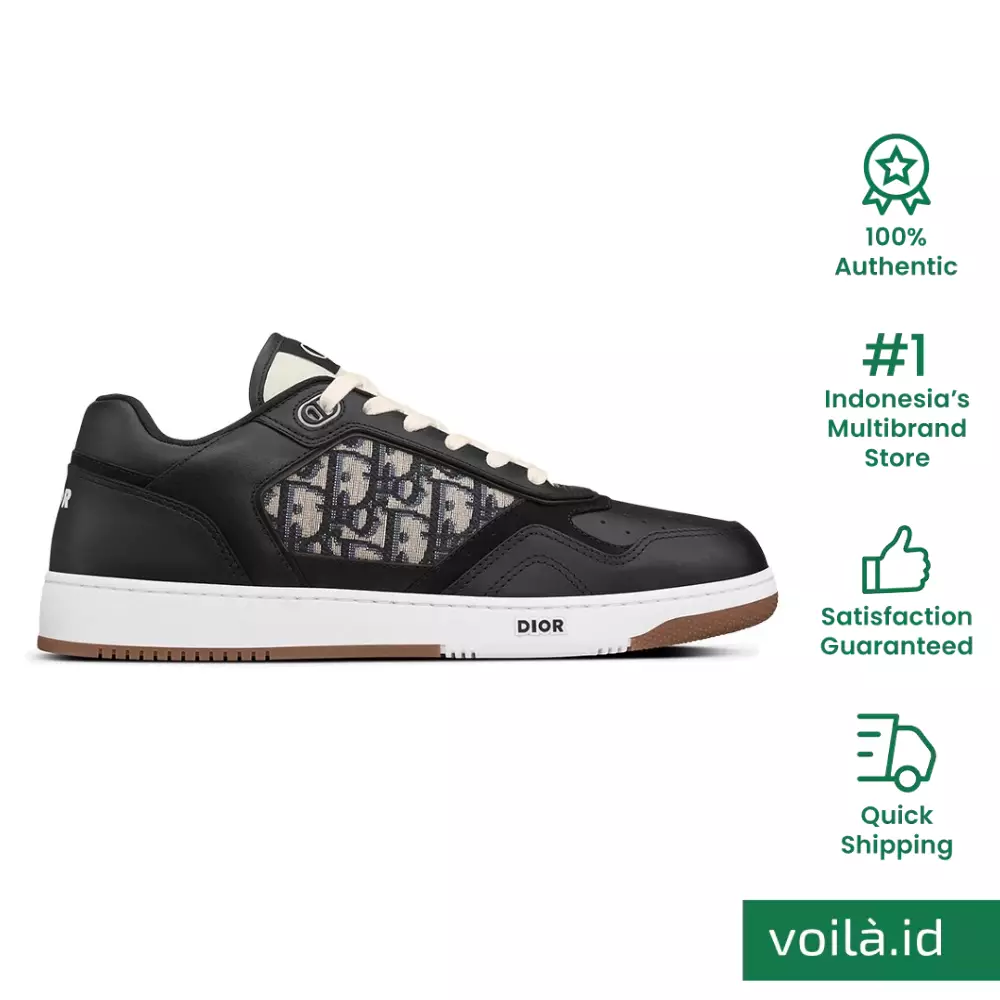 100%
Authentic
#1
Indonesia's
Multibrand
Store
DIOR
Satisfaction
Guaranteed
Quick
Shipping
voilà.id